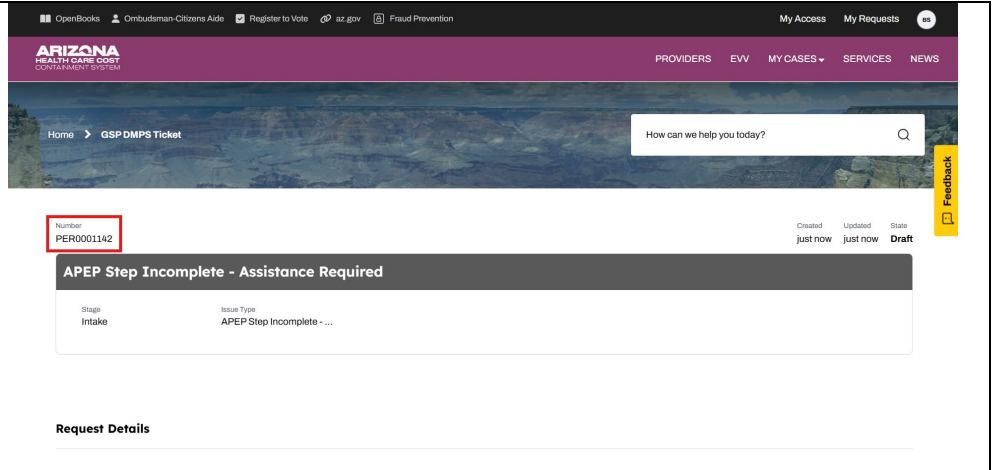 OpenBooks Ombudsman-Citizens Aide Register to Vote az.gov Fraud Prevention My Access My Requests BS
ARIZONA
HEALTH CARE COST
CONTAINMENT SYSTEM
PROVIDERS EVV MY CASES SERVICES NEWS
Home > GSP DMPS Ticket
How can we help you today?
Feedback
Number
PER0001142
Created Updated State
just now just now Draft
APEP Step Incomplete - Assistance Required
Stage Issue Type
Intake APEP Step Incomplete - ...
Request Details